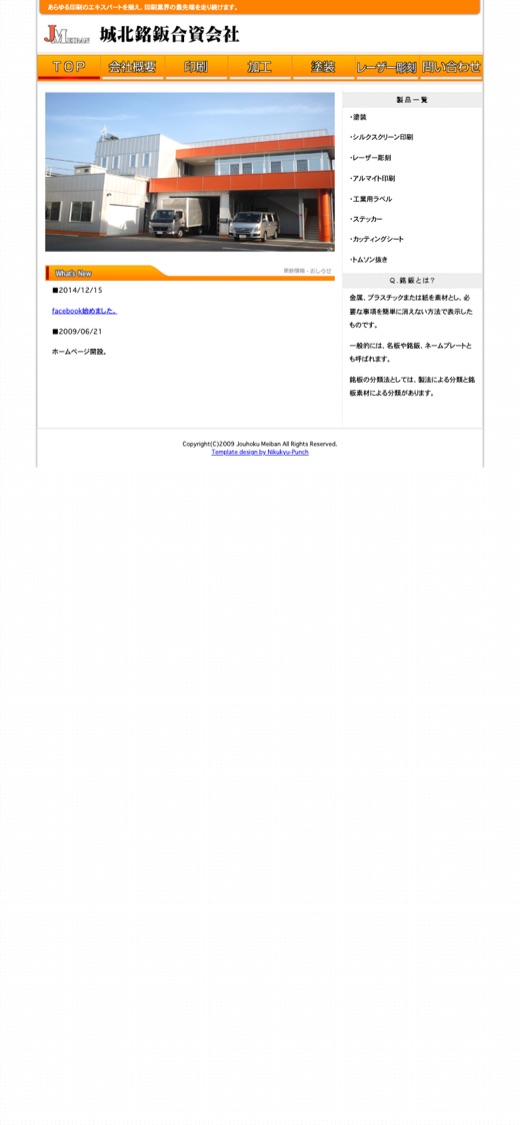 あらゆる印刷のエキスパートを揃え、印刷業界の最先端を走り続けます。
JMEIBAN 城北銘鈑合資会社
TOP 会社概要 印刷 加工 塗装 レーザー彫刻 問い合わせ
製品一覧
・塗装
・シルクスクリーン印刷
・レーザー彫刻
・アルマイト印刷
・工業用ラベル
・ステッカー
・カッティングシート
・トムソン抜き
Q.銘鈑とは?
金属、プラスチックまたは紙を素材とし、必
要な事項を簡単に消えない方法で表示した
ものです。
一般的には、名板や銘鈑、ネームプレートと
も呼ばれます。
銘板の分類法としては、製法による分類と銘
板素材による分類があります。
What's New 更新情報・おしらせ
■2014/12/15
facebook始めました。
■2009/06/21
ホームページ開設。
Copyright(C)2009 Jouhoku Meiban All Rights Reserved.
Template design by Nikukyu-Punch